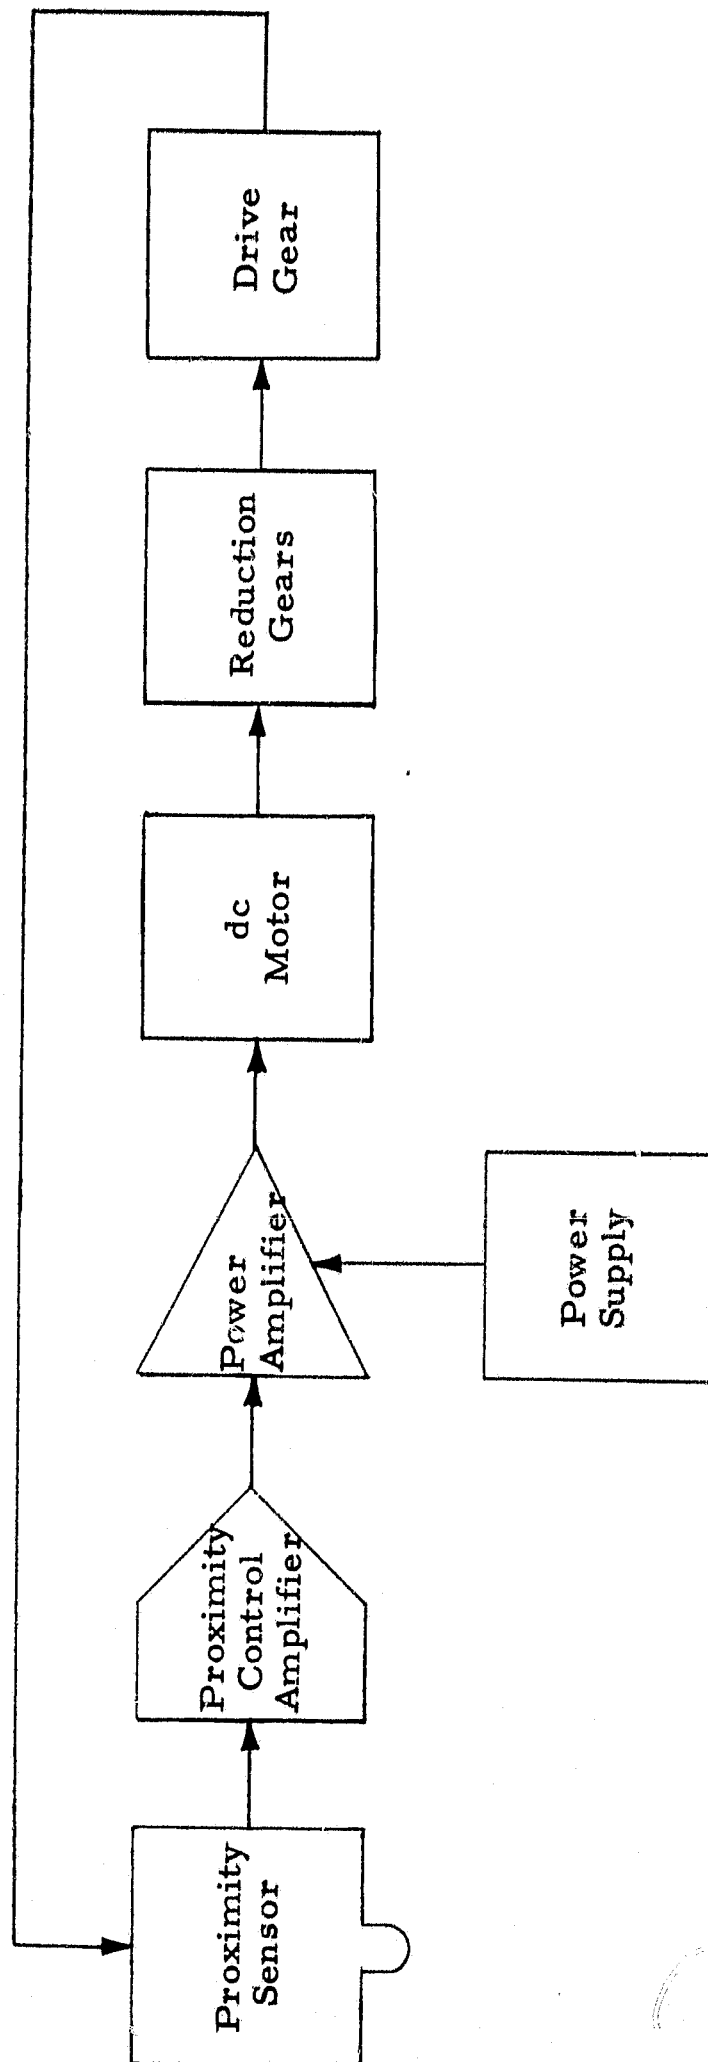 Proximity
Sensor
Proximity
Control
Amplifier
Power
Amplifier
Power
Supply
dc
Motor
Reduction
Gears
Drive
Gear